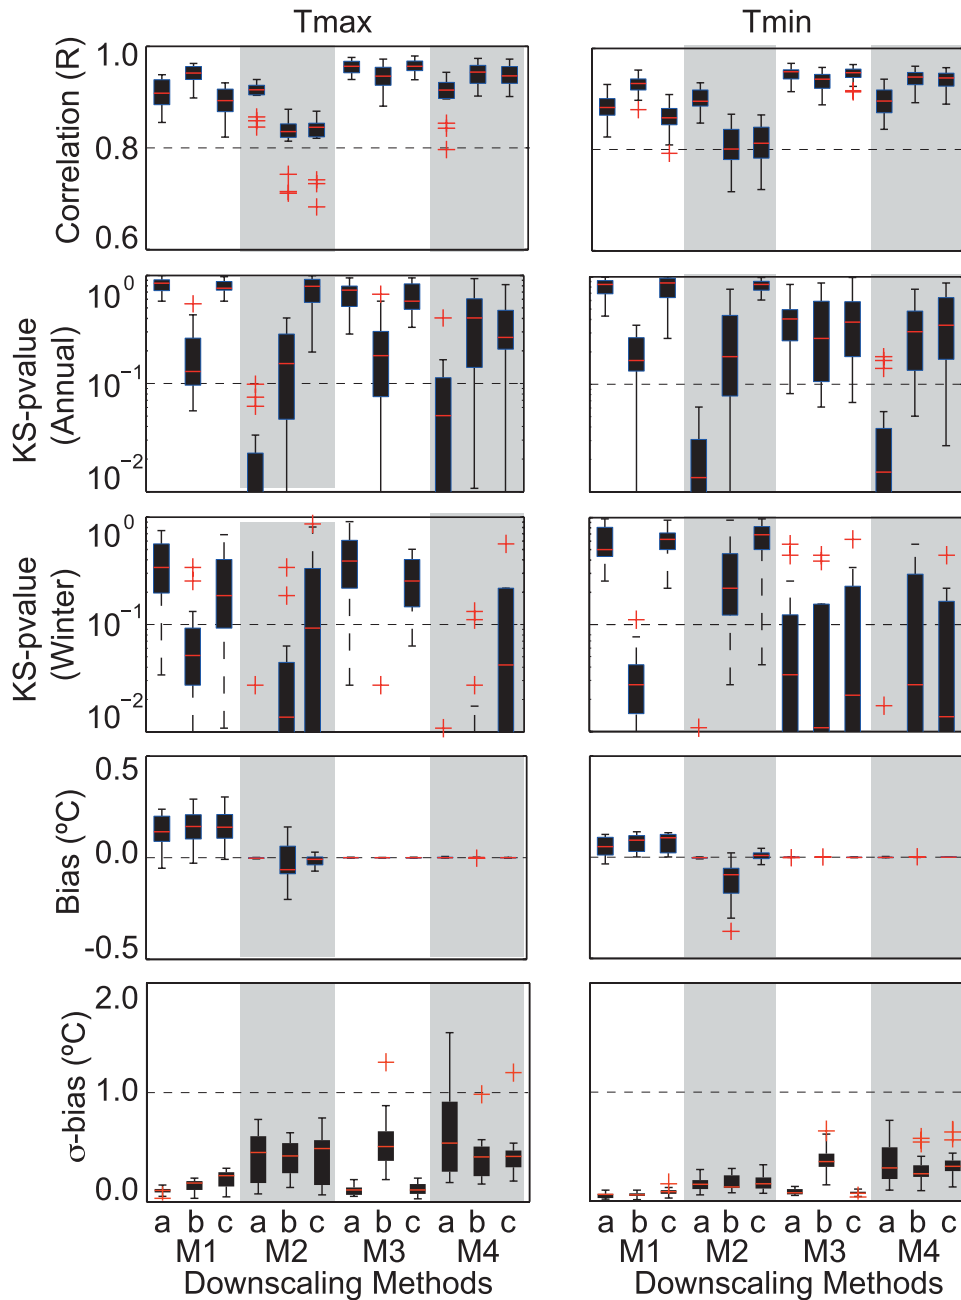 Tmax Tmin
Correlation (R)
1.0
0.8
0.6
KS-pvalue
(Annual)
10⁰
10⁻¹
10⁻²
KS-pvalue
(Winter)
10⁰
10⁻¹
10⁻²
Bias (ºC)
0.5
0.0
-0.5
σ-bias (ºC)
2.0
1.0
0.0
a b c a b c a b c a b c a b c a b c a b c a b c
M1 M2 M3 M4 M1 M2 M3 M4
Downscaling Methods Downscaling Methods